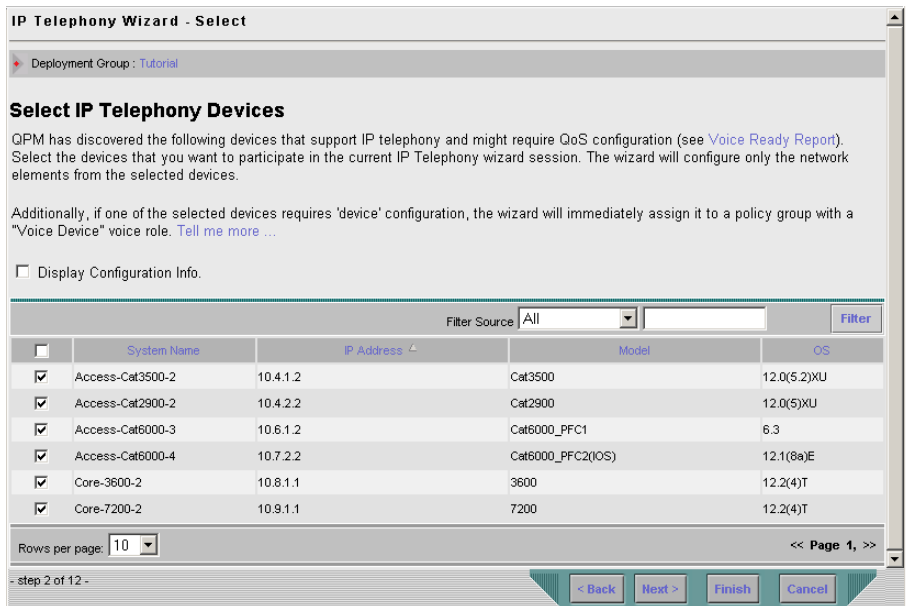 IP Telephony Wizard - Select
Deployment Group : Tutorial
Select IP Telephony Devices
QPM has discovered the following devices that support IP telephony and might require QoS configuration (see Voice Ready Report).
Select the devices that you want to participate in the current IP Telephony wizard session. The wizard will configure only the network
elements from the selected devices.
Additionally, if one of the selected devices requires 'device' configuration, the wizard will immediately assign it to a policy group with a
"Voice Device" voice role. Tell me more ...
Display Configuration Info.
Filter Source All Filter
System Name IP Address Model OS
Access-Cat3500-2 10.4.1.2 Cat3500 12.0(5.2)XU
Access-Cat2900-2 10.4.2.2 Cat2900 12.0(5)XU
Access-Cat6000-3 10.6.1.2 Cat6000_PFC1 6.3
Access-Cat6000-4 10.7.2.2 Cat6000_PFC2(IOS) 12.1(8a)E
Core-3600-2 10.8.1.1 3600 12.2(4)T
Core-7200-2 10.9.1.1 7200 12.2(4)T
Rows per page: 10 << Page 1, >>
- step 2 of 12 - < Back Next > Finish Cancel